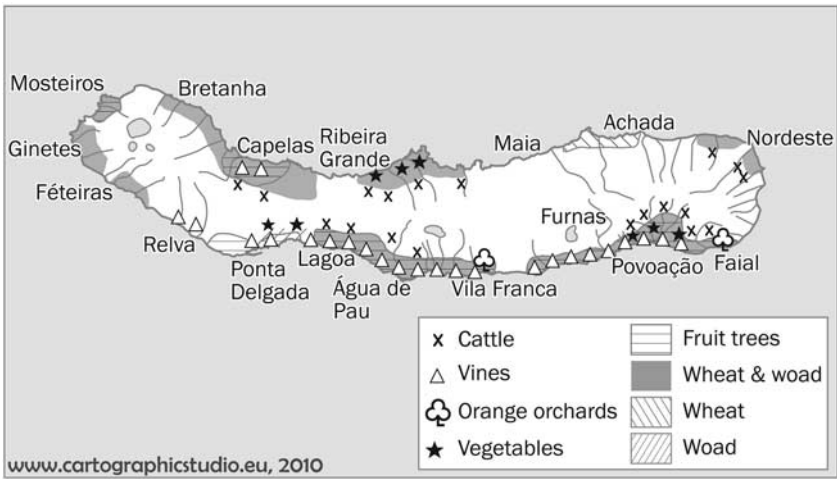 Mosteiros
Bretanha
Ginetes
Capelas
Ribeira
Grande
Maia
Achada
Nordeste
Féteiras
Relva
Furnas
Ponta
Delgada
Lagoa
Água de
Pau
Vila Franca
Povoação
Faial
Cattle
Vines
Orange orchards
Vegetables
Fruit trees
Wheat & woad
Wheat
Woad
www.cartographicstudio.eu, 2010